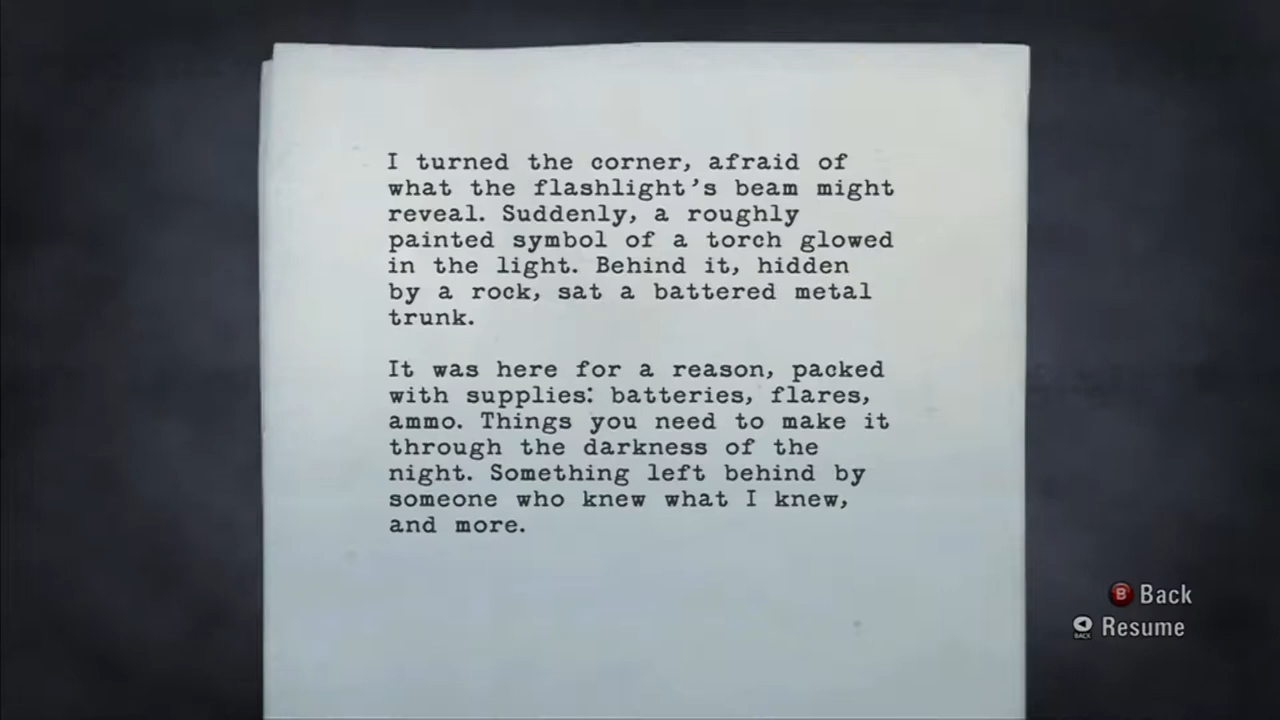 I turned the corner, afraid of
what the flashlight's beam might
reveal. Suddenly, a roughly
painted symbol of a torch glowed
in the light. Behind it, hidden
by a rock, sat a battered metal
trunk.
It was here for a reason, packed
with supplies: batteries, flares,
ammo. Things you need to make it
through the darkness of the
night. Something left behind by
someone who knew what I knew,
and more.
B Back
BACK Resume